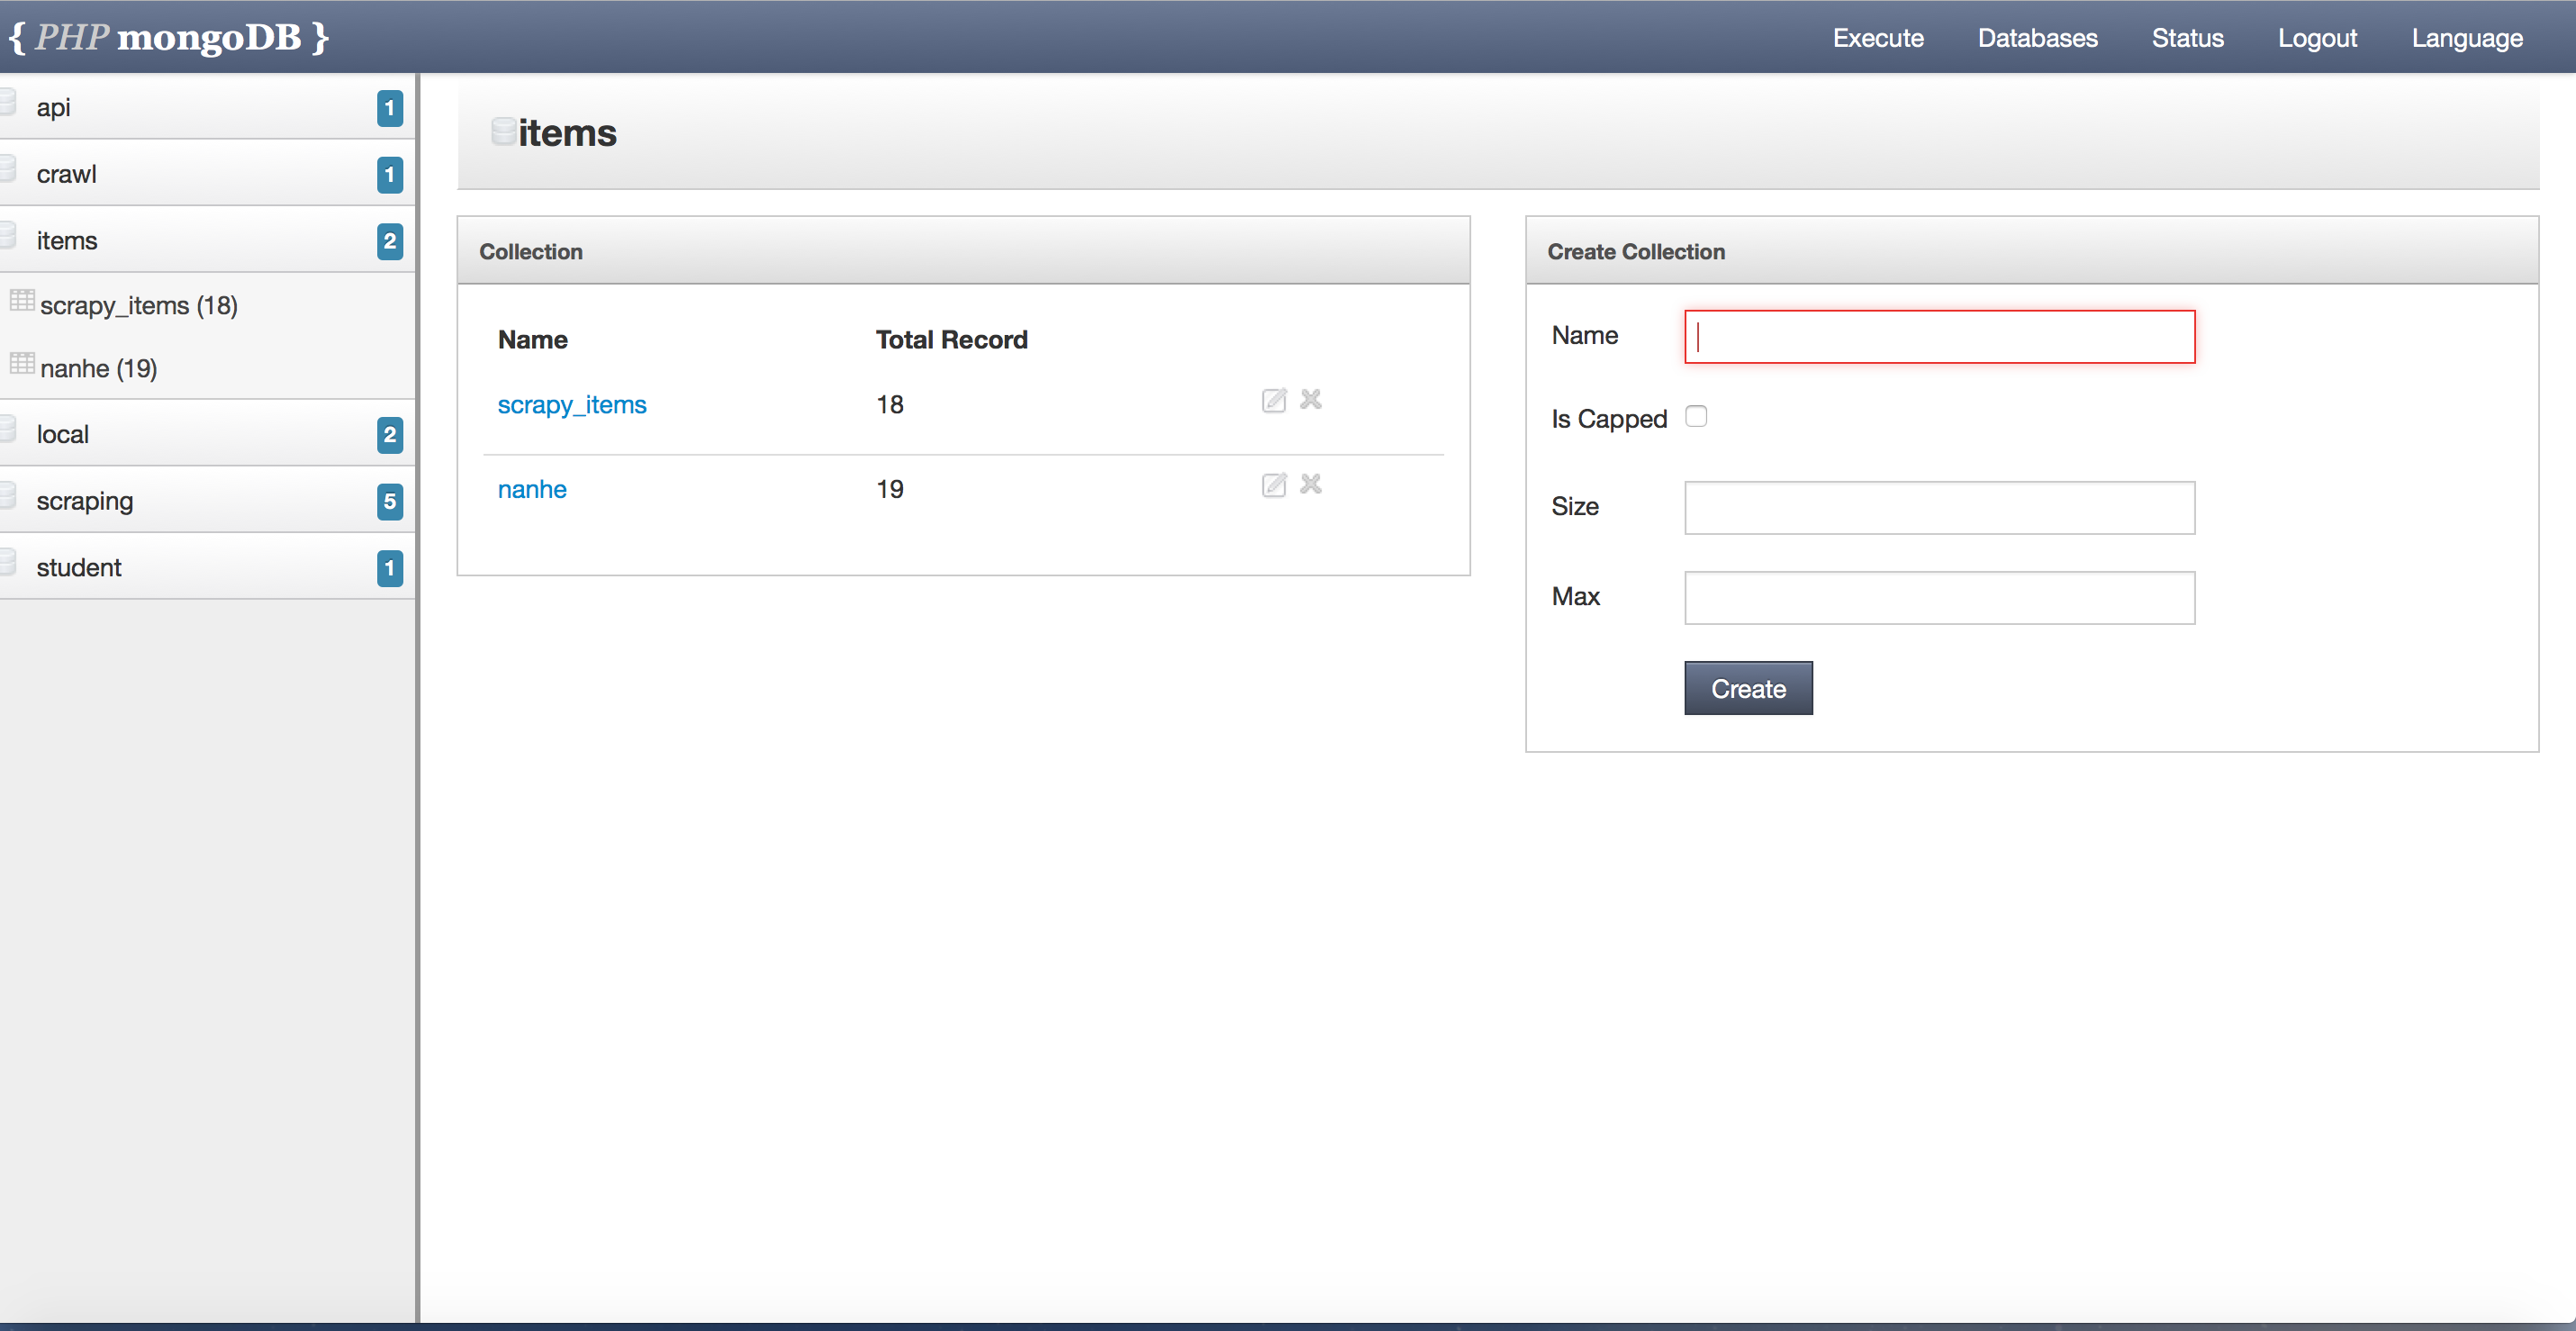 { PHP mongoDB }
Execute Databases Status Logout Language
api 1
crawl 1
items 2
scrapy_items (18)
nanhe (19)
local 2
scraping 5
student 1
items
Collection
Name Total Record
scrapy_items 18
nanhe 19
Create Collection
Name
Is Capped
Size
Max
Create